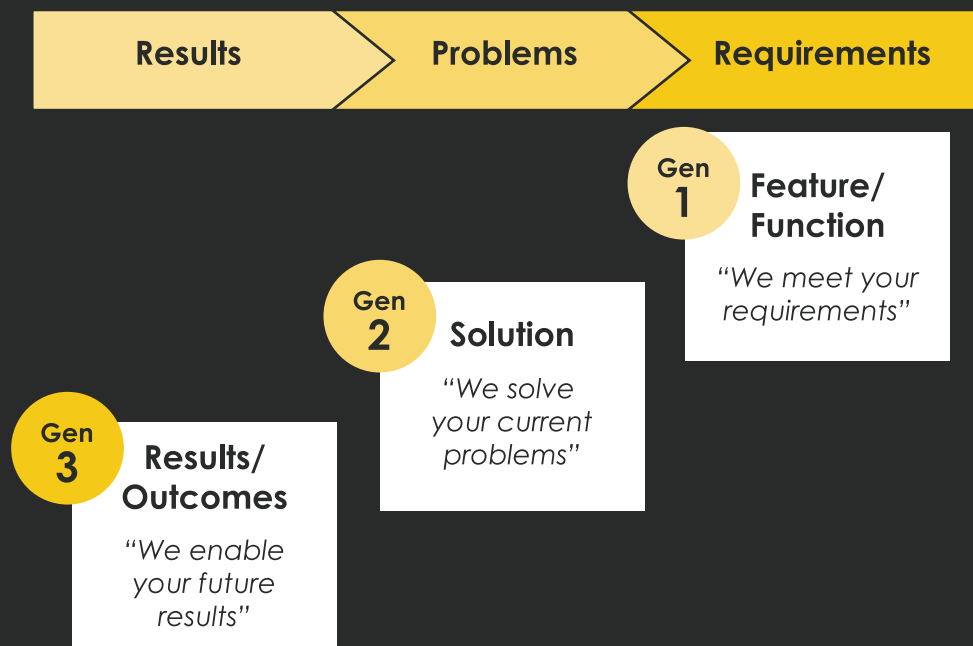 Results
Problems
Requirements
Gen
1
Feature/
Function
“We meet your
requirements”
Gen
2
Solution
“We solve
your current
problems”
Gen
3
Results/
Outcomes
“We enable
your future
results”